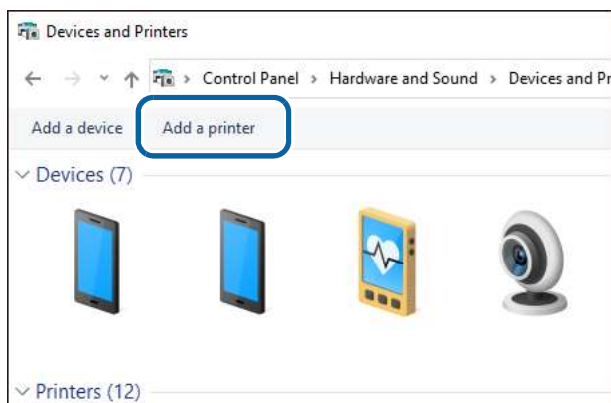 Devices and Printers
Control Panel > Hardware and Sound > Devices and Pr
Add a device Add a printer
Devices (7)
Printers (12)